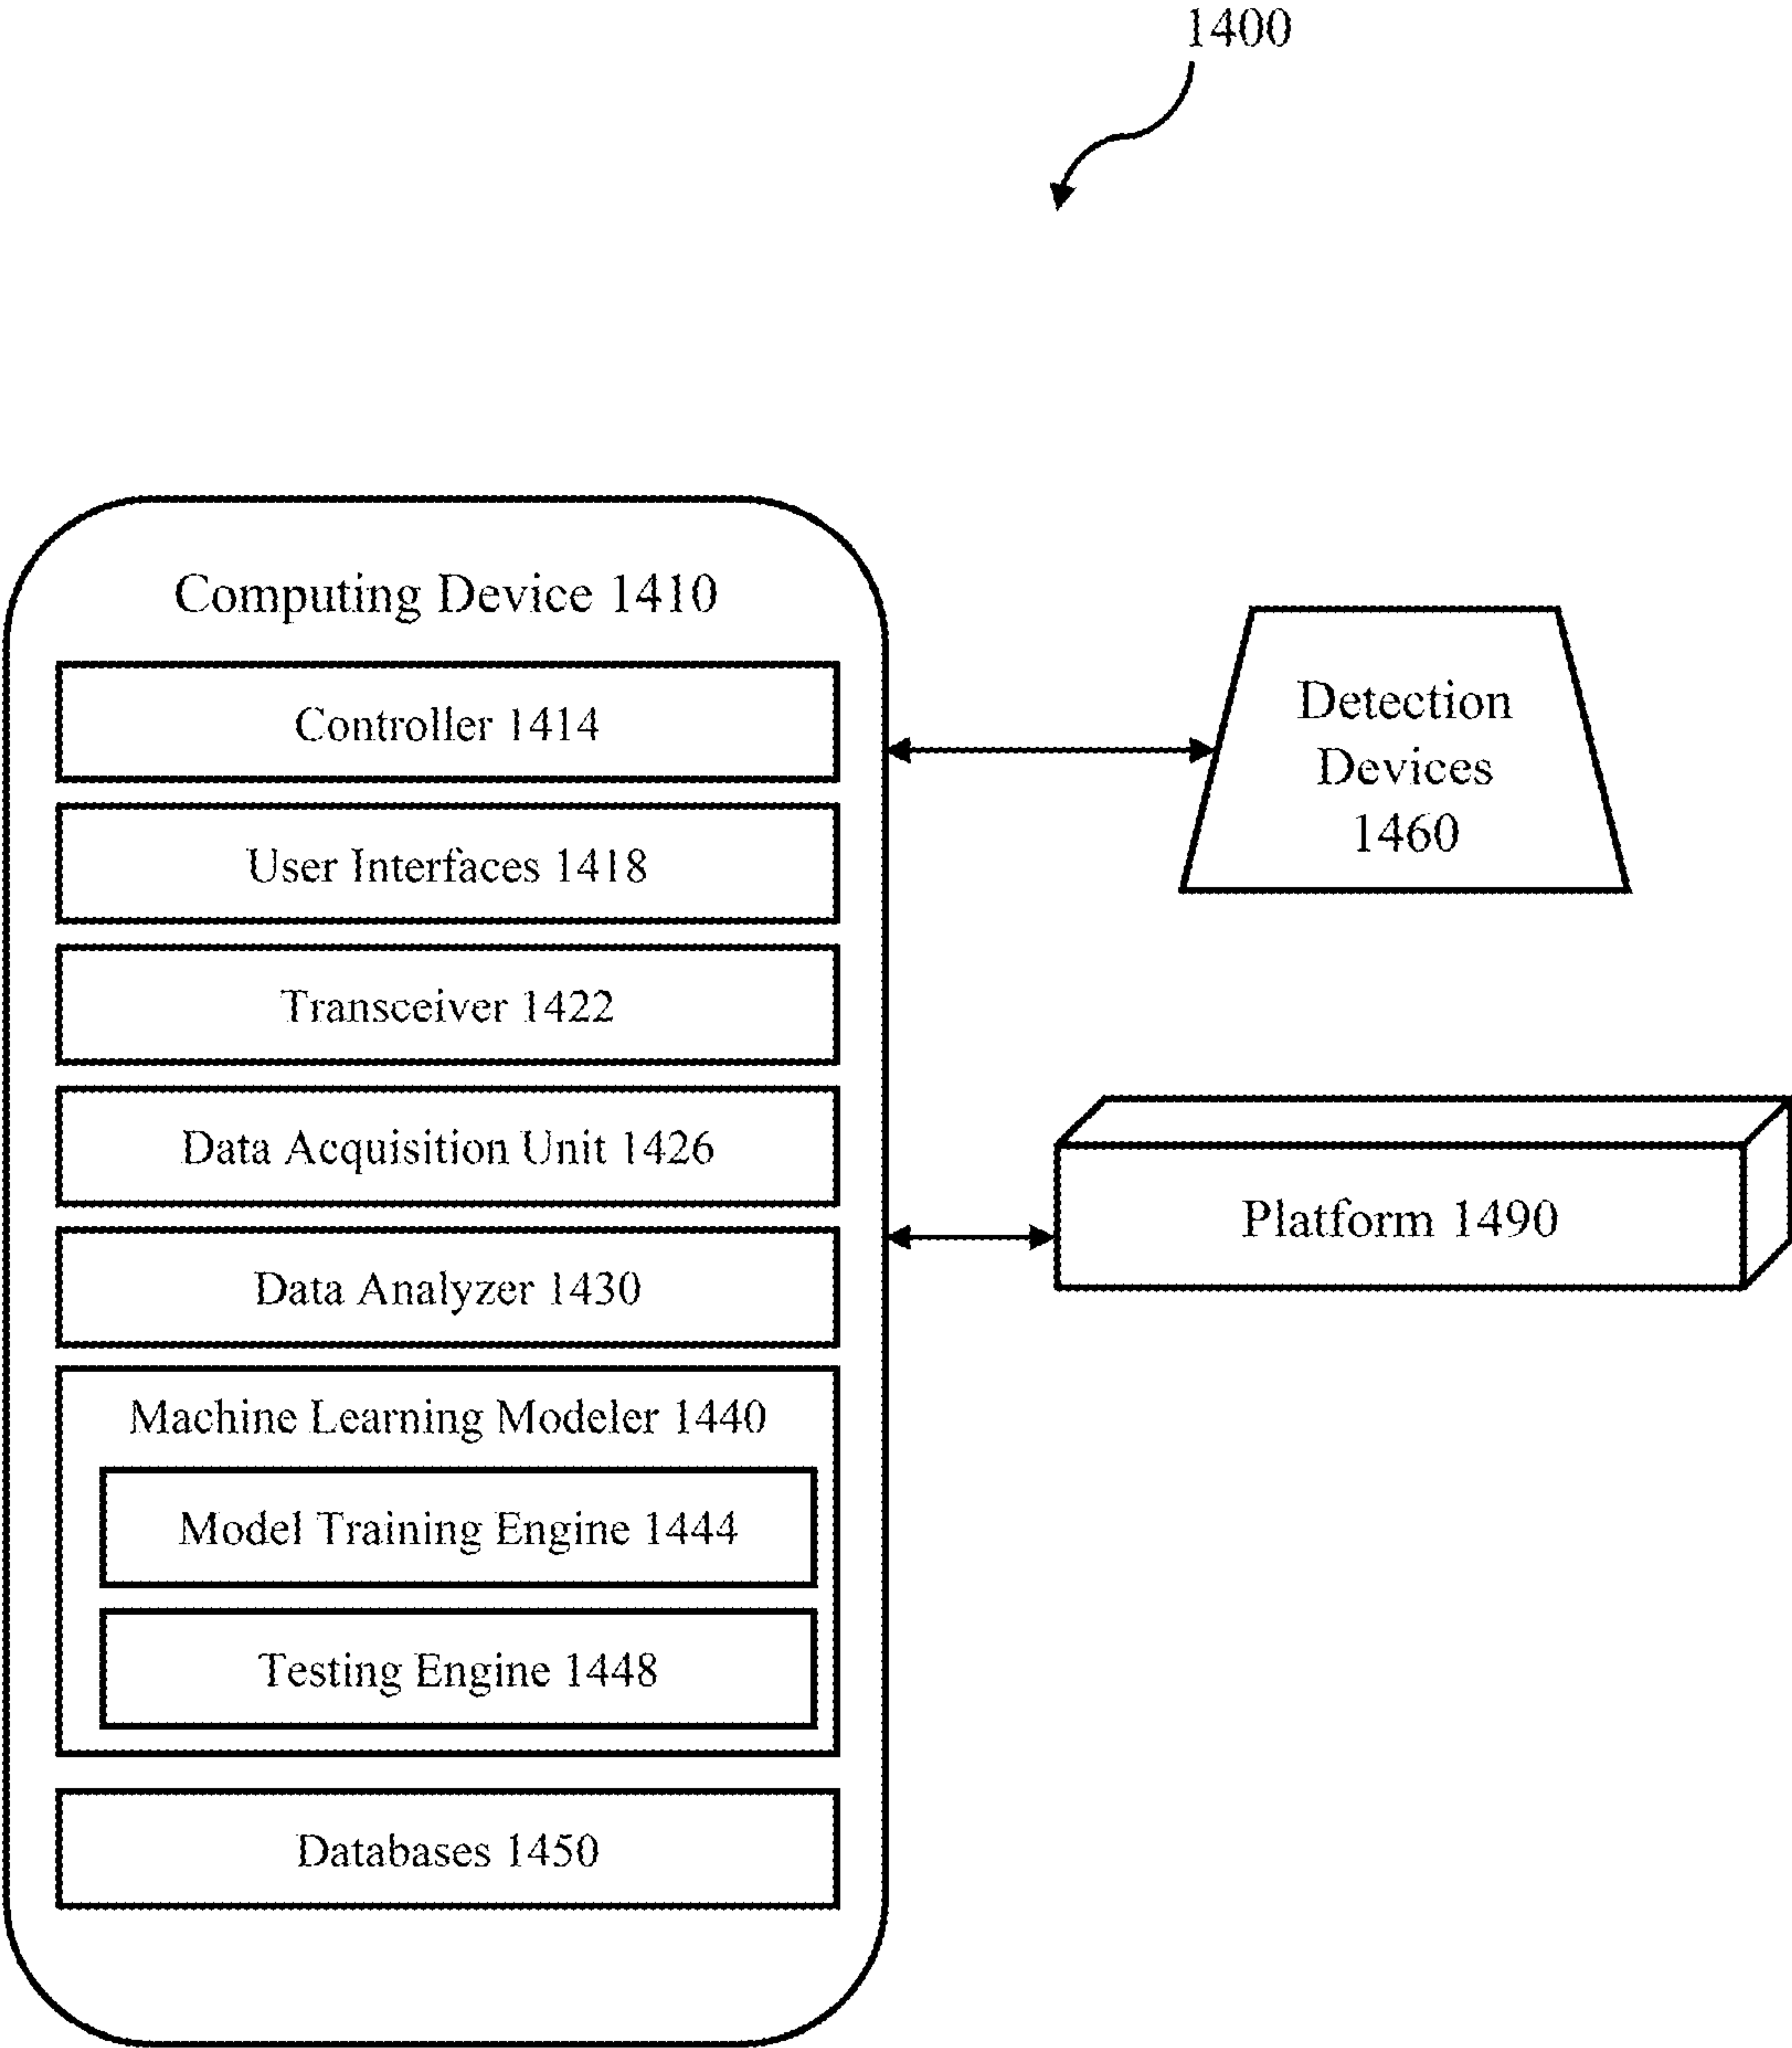 1400
Computing Device 1410
Controller 1414
User Interfaces 1418
Transceiver 1422
Data Acquisition Unit 1426
Data Analyzer 1430
Machine Learning Modeler 1440
Model Training Engine 1444
Testing Engine 1448
Databases 1450
Detection
Devices
1460
Platform 1490